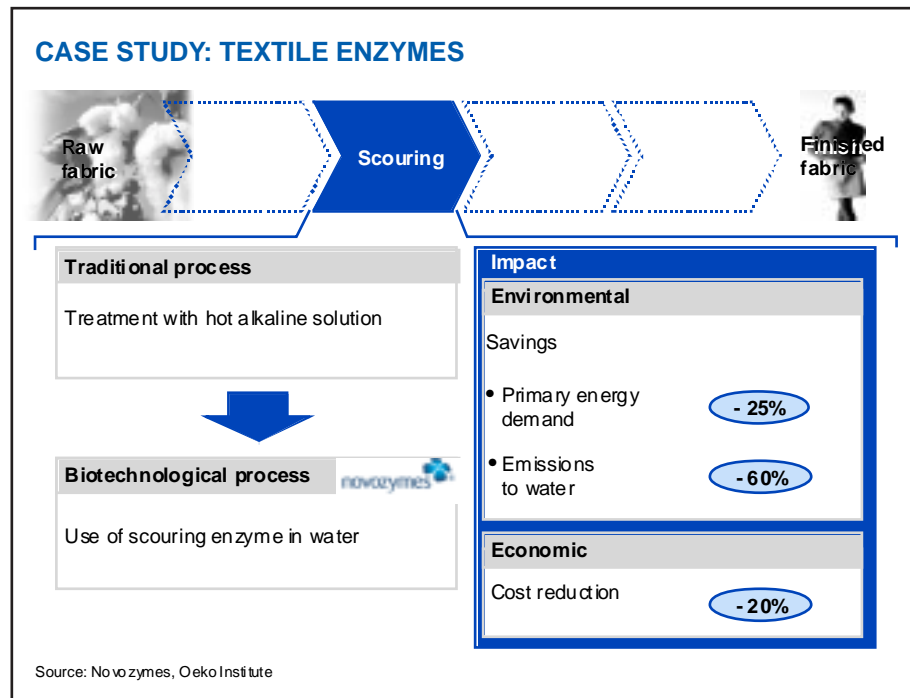 CASE STUDY: TEXTILE ENZYMES
Raw
fabric
Scouring
Finished
fabric
Traditional process
Treatment with hot alkaline solution
Biotechnological process
novozymes
Use of scouring enzyme in water
Impact
Environmental
Savings
• Primary energy
demand
- 25%
• Emissions
to water
- 60%
Economic
Cost reduction
- 20%
Source: Novozymes, Oeko Institute